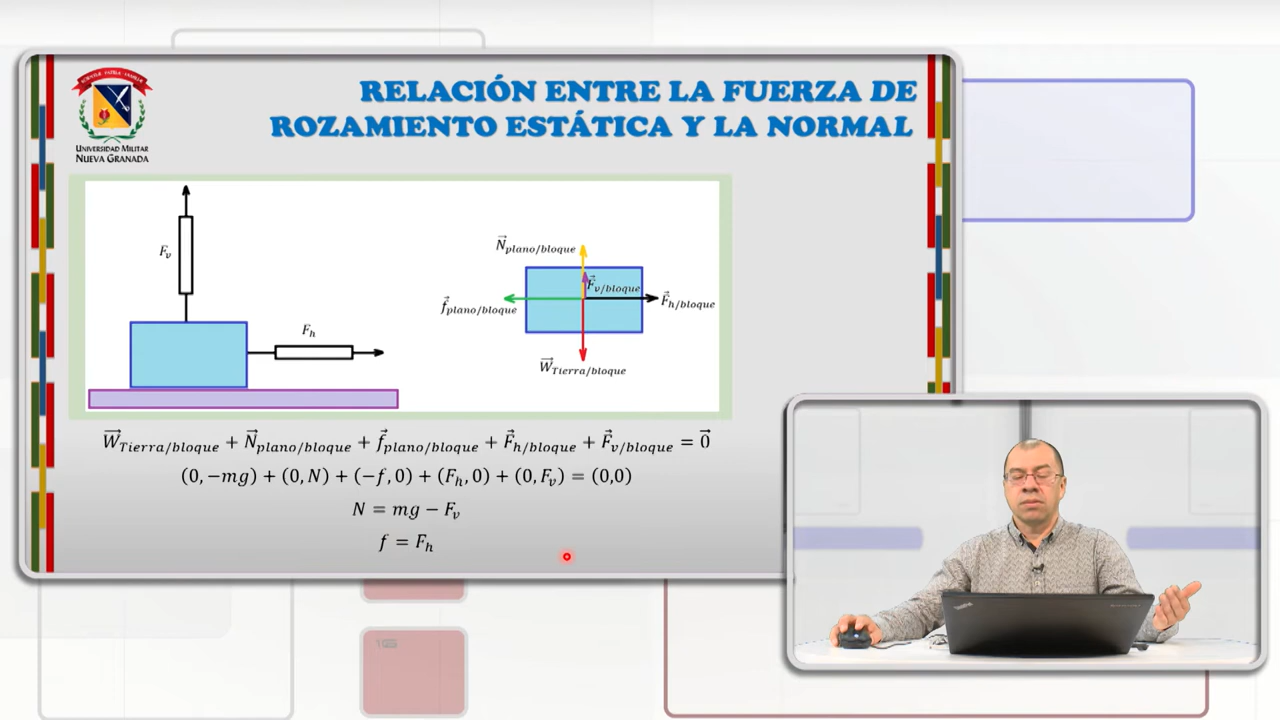 RELACIÓN ENTRE LA FUERZA DE
ROZAMIENTO ESTÁTICA Y LA NORMAL
UNIVERSIDAD MILITAR
NUEVA GRANADA
F_v
F_h
N⃗_plano/bloque
F⃗_v/bloque
f⃗_plano/bloque
F⃗_h/bloque
W⃗_Tierra/bloque
W⃗_Tierra/bloque + N⃗_plano/bloque + f⃗_plano/bloque + F⃗_h/bloque + F⃗_v/bloque = 0⃗
(0, −mg) + (0, N) + (−f, 0) + (F_h, 0) + (0, F_v) = (0,0)
N = mg − F_v
f = F_h